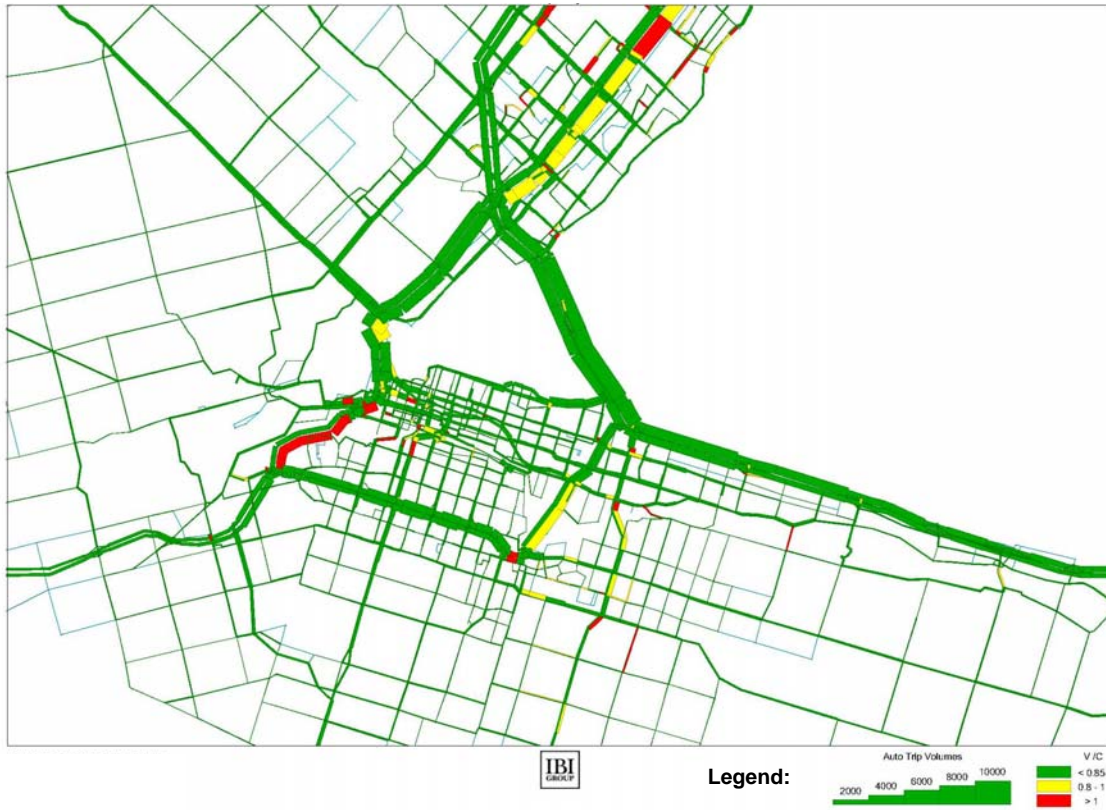 IBI
GROUP
Legend:
Auto Trip Volumes
2000 4000 6000 8000 10000
V /C
< 0.85
0.8 - 1
> 1